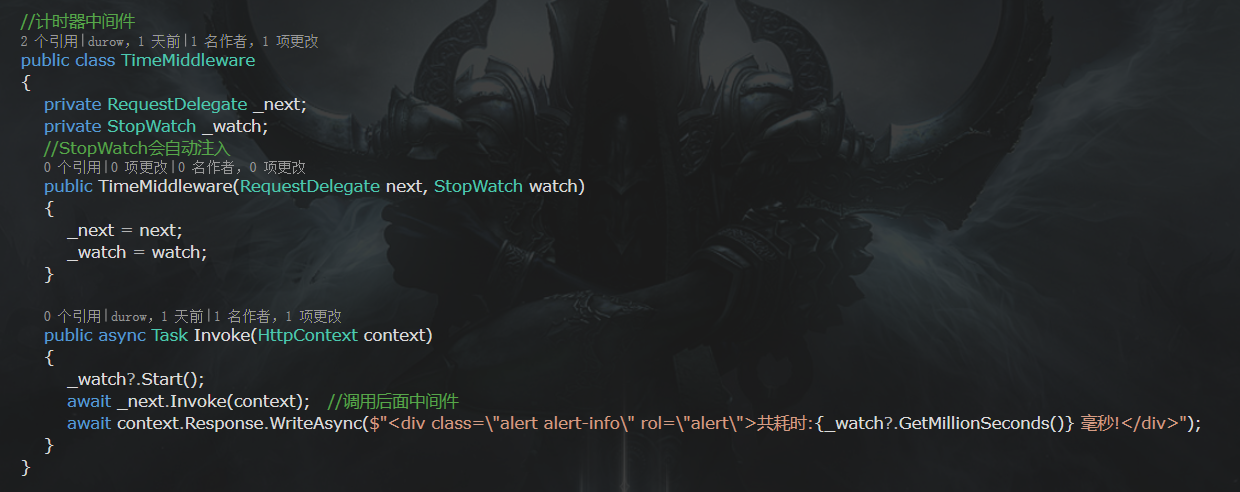 //计时器中间件
2 个引用|durow，1 天前|1 名作者，1 项更改
public class TimeMiddleware
{
private RequestDelegate _next;
private StopWatch _watch;
//StopWatch会自动注入
0 个引用|0 项更改|0 名作者，0 项更改
public TimeMiddleware(RequestDelegate next, StopWatch watch)
{
_next = next;
_watch = watch;
}
0 个引用|durow，1 天前|1 名作者，1 项更改
public async Task Invoke(HttpContext context)
{
_watch?.Start();
await _next.Invoke(context); //调用后面中间件
await context.Response.WriteAsync($"<div class=\"alert alert-info\" rol=\"alert\">共耗时:{_watch?.GetMillionSeconds()} 毫秒!</div>");
}
}